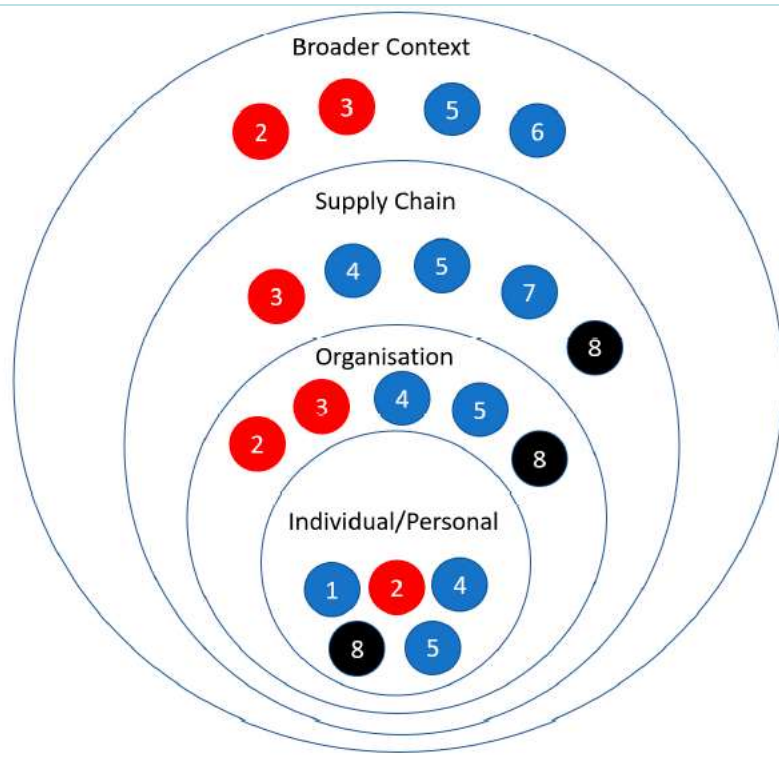 Broader Context
2 3 5 6
Supply Chain
3 4 5 7 8
Organisation
2 3 4 5 8
Individual/Personal
1 2 4
8 5